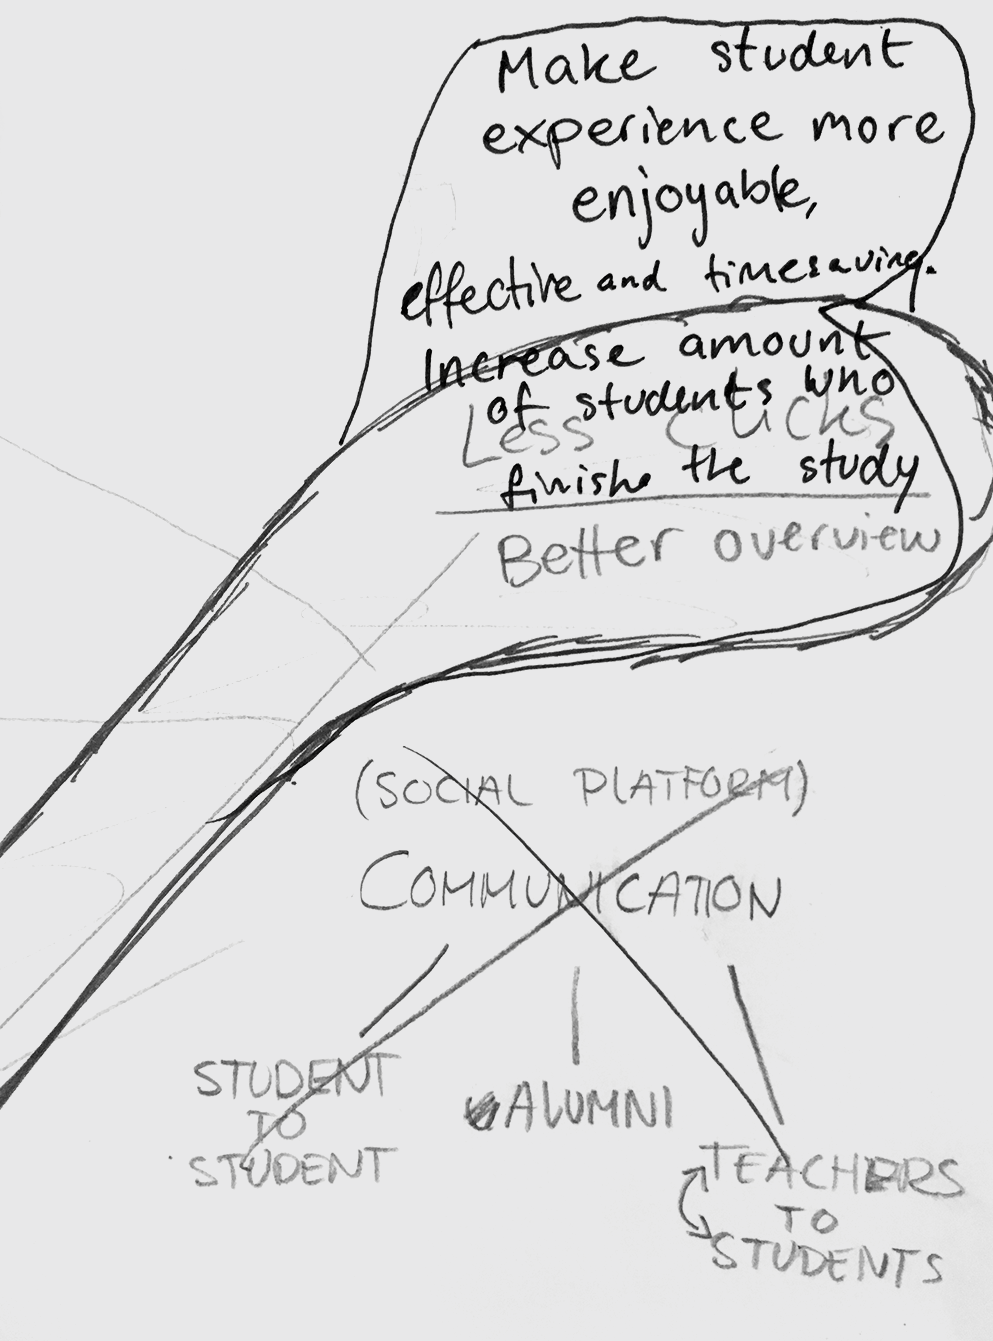 Make student
experience more
enjoyable,
effective and timesaving.
Increase amount
of students who
Less clicks
finish the study
Better overview
(SOCIAL PLATFORM)
COMMUNICATION
STUDENT
TO
STUDENT
ALUMNI
TEACHERS
TO
STUDENTS